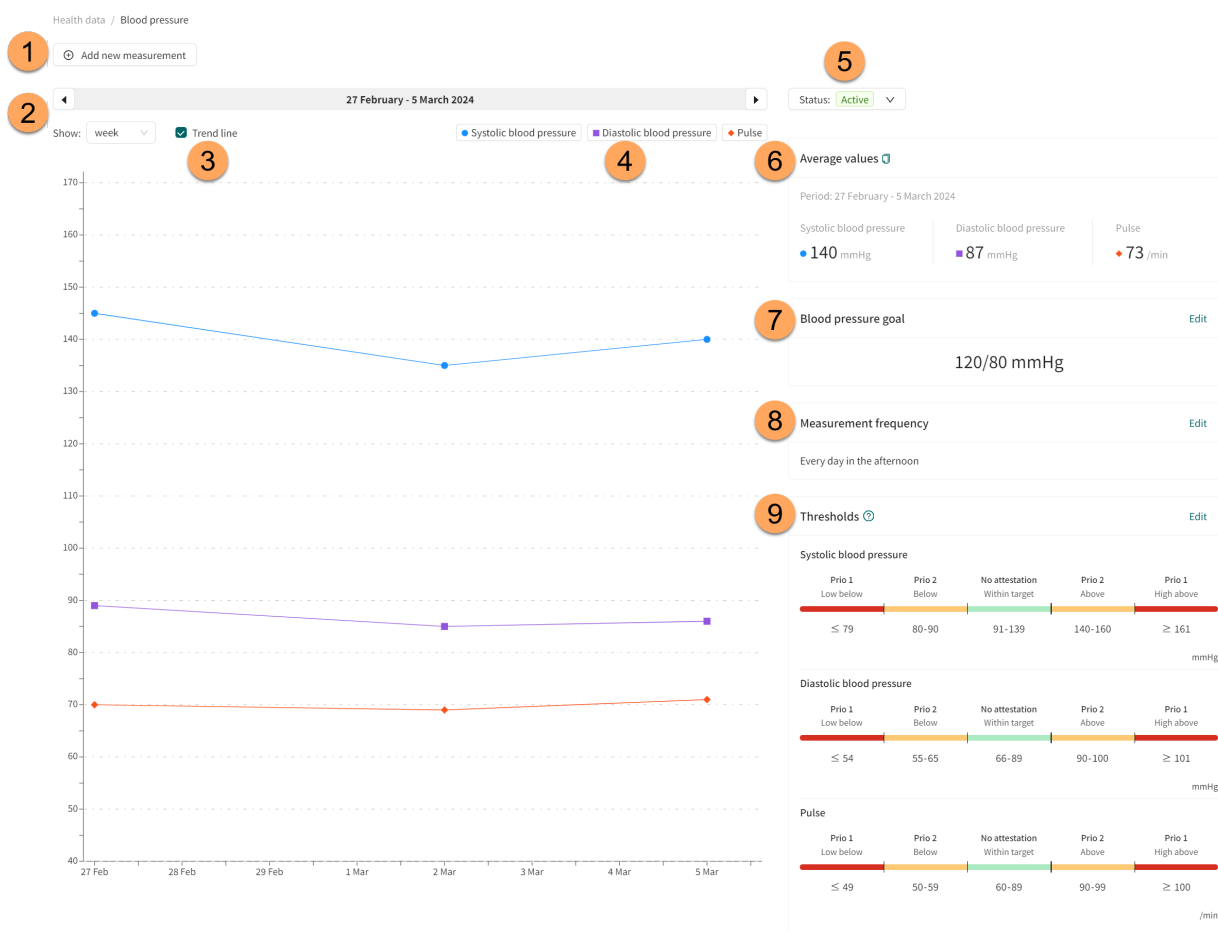 Health data / Blood pressure
1
Add new measurement
5
2
27 February - 5 March 2024
Status: Active
Show: week
Trend line
Systolic blood pressure
Diastolic blood pressure
Pulse
3
4
6
Average values
Period: 27 February - 5 March 2024
Systolic blood pressure
Diastolic blood pressure
Pulse
140 mmHg
87 mmHg
73 /min
7
Blood pressure goal
Edit
120/80 mmHg
8
Measurement frequency
Edit
Every day in the afternoon
9
Thresholds
Edit
Systolic blood pressure
Prio 1 Prio 2 No attestation Prio 2 Prio 1
Low below Below Within target Above High above
≤ 79 80-90 91-139 140-160 ≥ 161
mmHg
Diastolic blood pressure
Prio 1 Prio 2 No attestation Prio 2 Prio 1
Low below Below Within target Above High above
≤ 54 55-65 66-89 90-100 ≥ 101
mmHg
Pulse
Prio 1 Prio 2 No attestation Prio 2 Prio 1
Low below Below Within target Above High above
≤ 49 50-59 60-89 90-99 ≥ 100
/min
170
160
150
140
130
120
110
100
90
80
70
60
50
40
27 Feb 28 Feb 29 Feb 1 Mar 2 Mar 3 Mar 4 Mar 5 Mar